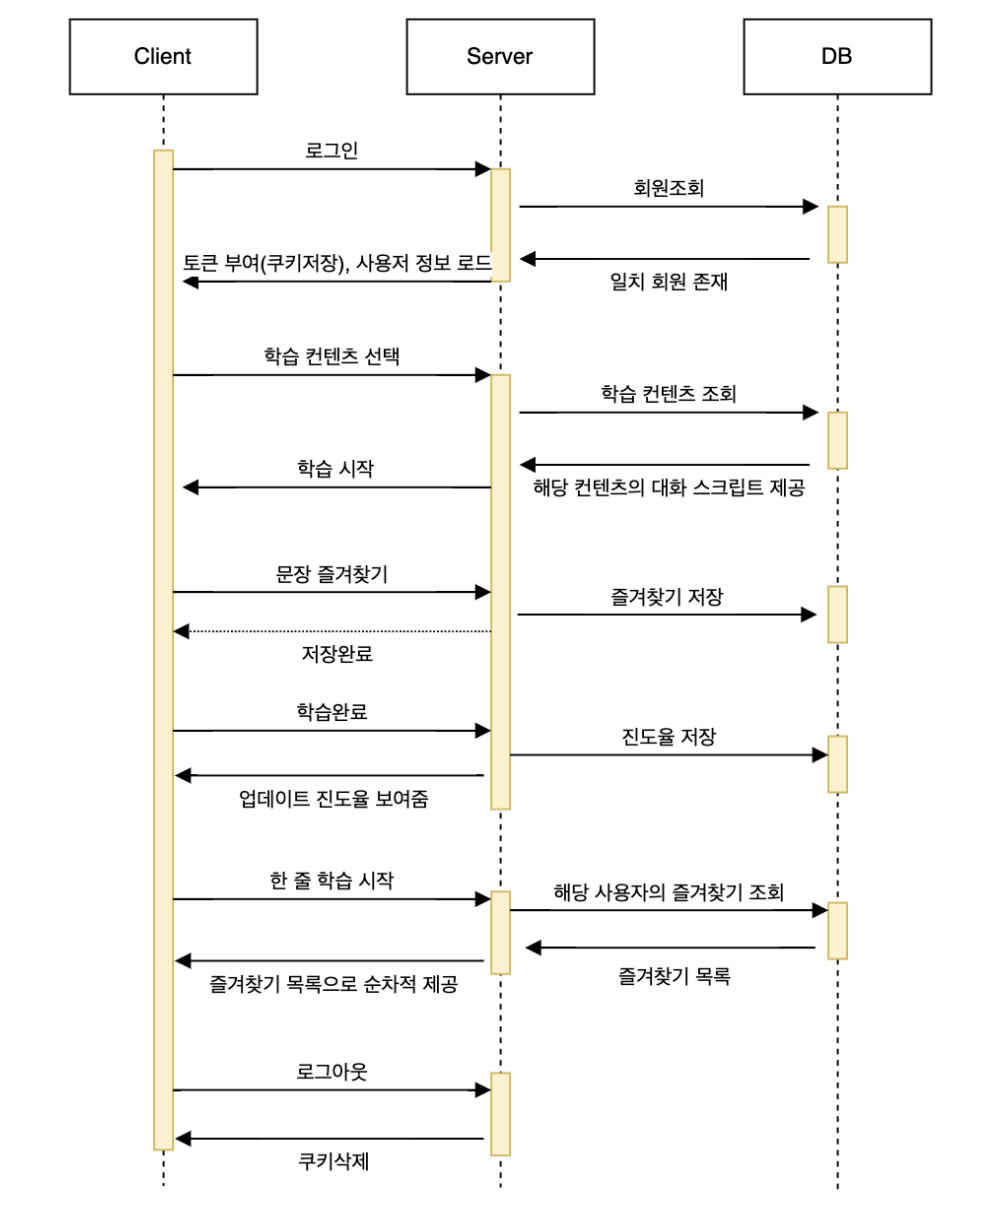 Client
Server
DB
로그인
회원조회
토큰 부여(쿠키저장), 사용저 정보 로드
일치 회원 존재
학습 컨텐츠 선택
학습 컨텐츠 조회
학습 시작
해당 컨텐츠의 대화 스크립트 제공
문장 즐겨찾기
즐겨찾기 저장
저장완료
학습완료
진도율 저장
업데이트 진도율 보여줌
한 줄 학습 시작
해당 사용자의 즐겨찾기 조회
즐겨찾기 목록으로 순차적 제공
즐겨찾기 목록
로그아웃
쿠키삭제